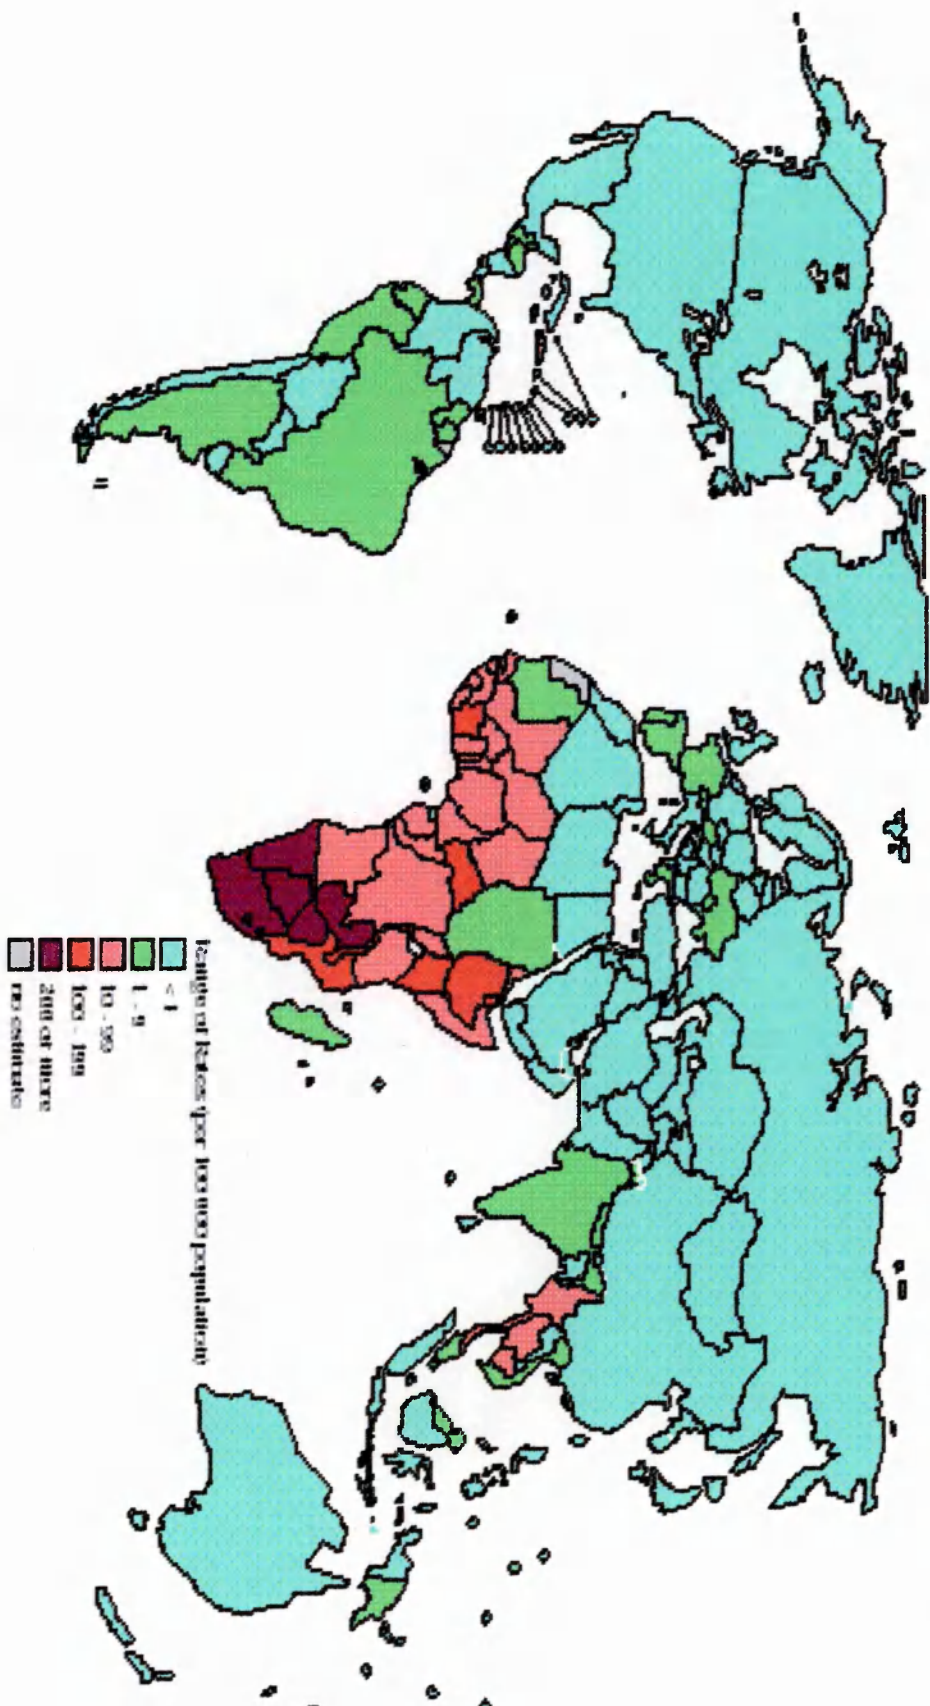 Range of Rates (per 100 000 population)
< 1
1 - 9
10 - 99
100 - 199
200 or more
no estimate